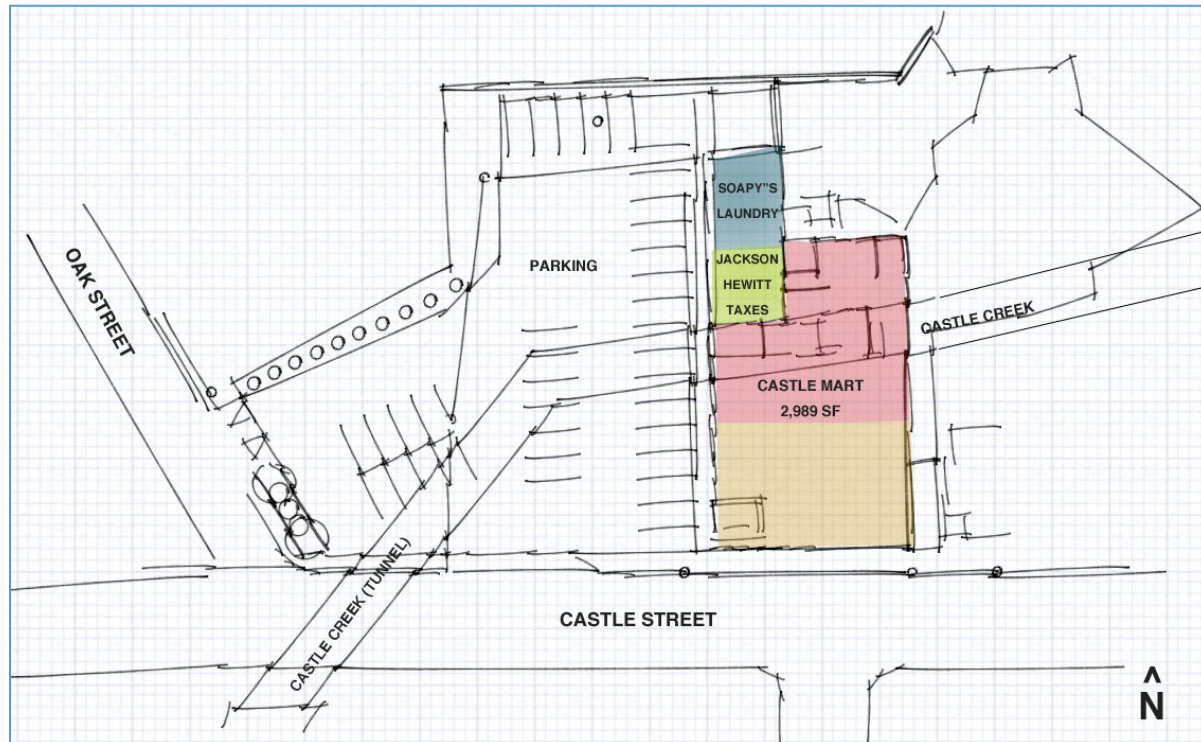 SOAPY"S
LAUNDRY
OAK STREET
PARKING
JACKSON
HEWITT
TAXES
CASTLE CREEK
CASTLE MART
2,989 SF
CASTLE CREEK (TUNNEL)
CASTLE STREET
^
N